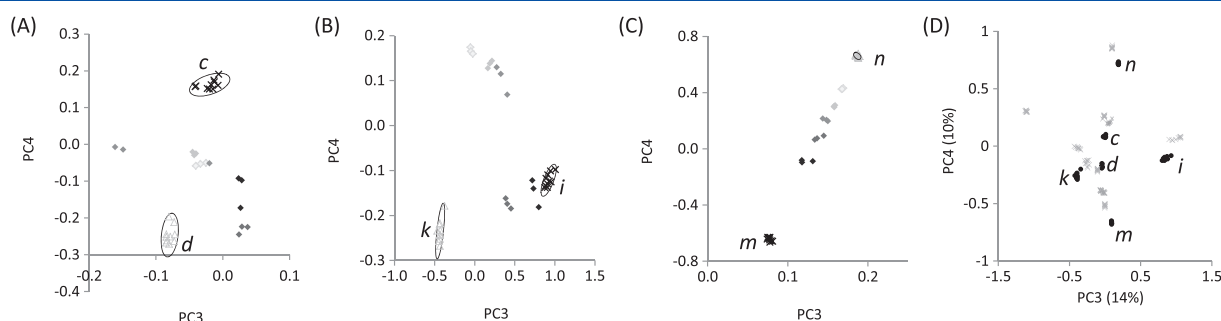 (A) (B) (C) (D)
0.3
0.2
0.1
0.0
-0.1
-0.2
-0.3
-0.4
PC4
c
d
-0.2 -0.1 0.0 0.1
PC3
0.2
0.1
0.0
-0.1
-0.2
-0.3
PC4
k
i
-1.0 -0.5 0.0 0.5 1.0 1.5
PC3
0.8
0.4
0.0
-0.4
-0.8
PC4
n
m
0.0 0.1 0.2
PC3
1
0.5
0
-0.5
-1
PC4 (10%)
n
c
d
k
i
m
-1.5 -0.5 0.5 1.5
PC3 (14%)